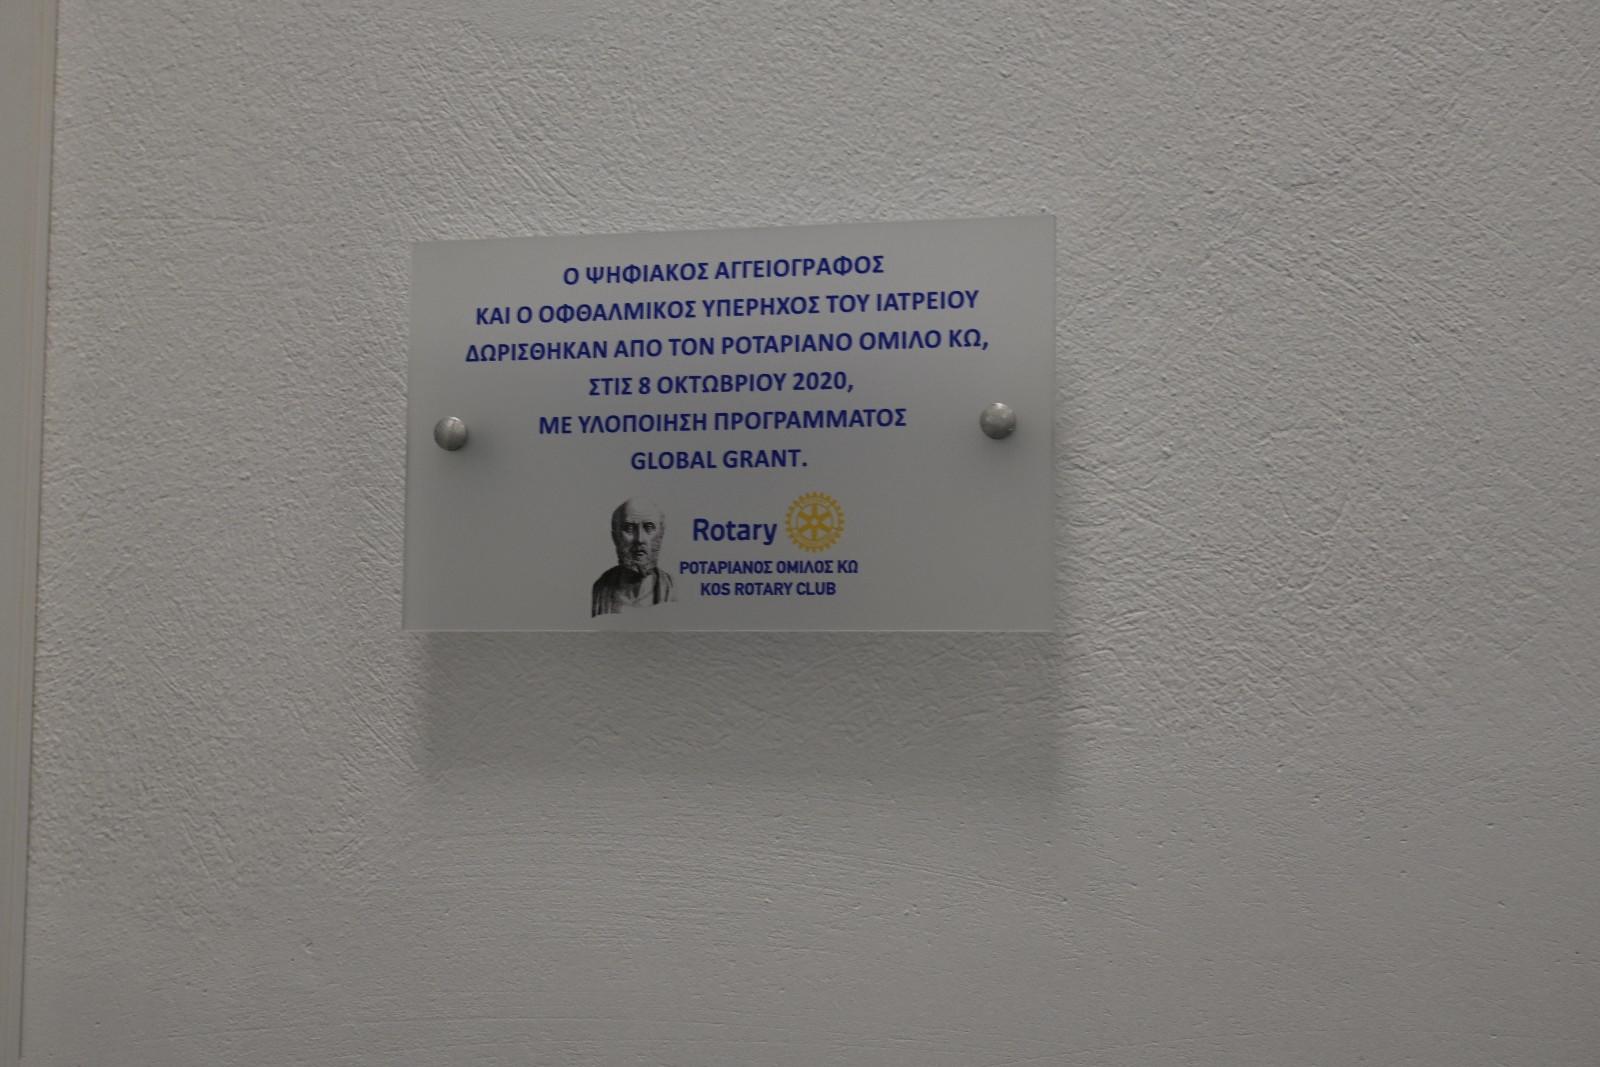 Ο ΨΗΦΙΑΚΟΣ ΑΓΓΕΙΟΓΡΑΦΟΣ
ΚΑΙ Ο ΟΦΘΑΛΜΙΚΟΣ ΥΠΕΡΗΧΟΣ ΤΟΥ ΙΑΤΡΕΙΟΥ
ΔΩΡΙΣΘΗΚΑΝ ΑΠΟ ΤΟΝ ΡΟΤΑΡΙΑΝΟ ΟΜΙΛΟ ΚΩ,
ΣΤΙΣ 8 ΟΚΤΩΒΡΙΟΥ 2020,
ΜΕ ΥΛΟΠΟΙΗΣΗ ΠΡΟΓΡΑΜΜΑΤΟΣ
GLOBAL GRANT.
Rotary
ΡΟΤΑΡΙΑΝΟΣ ΟΜΙΛΟΣ ΚΩ
KOS ROTARY CLUB